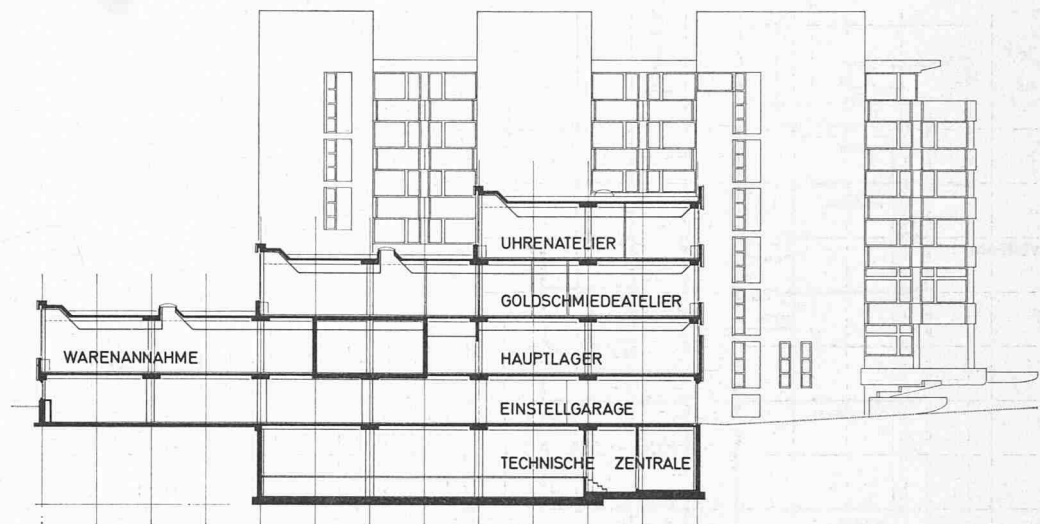 UHRENATELIER
GOLDSCHMIEDEATELIER
WARENANNAHME HAUPTLAGER
EINSTELLGARAGE
TECHNISCHE ZENTRALE